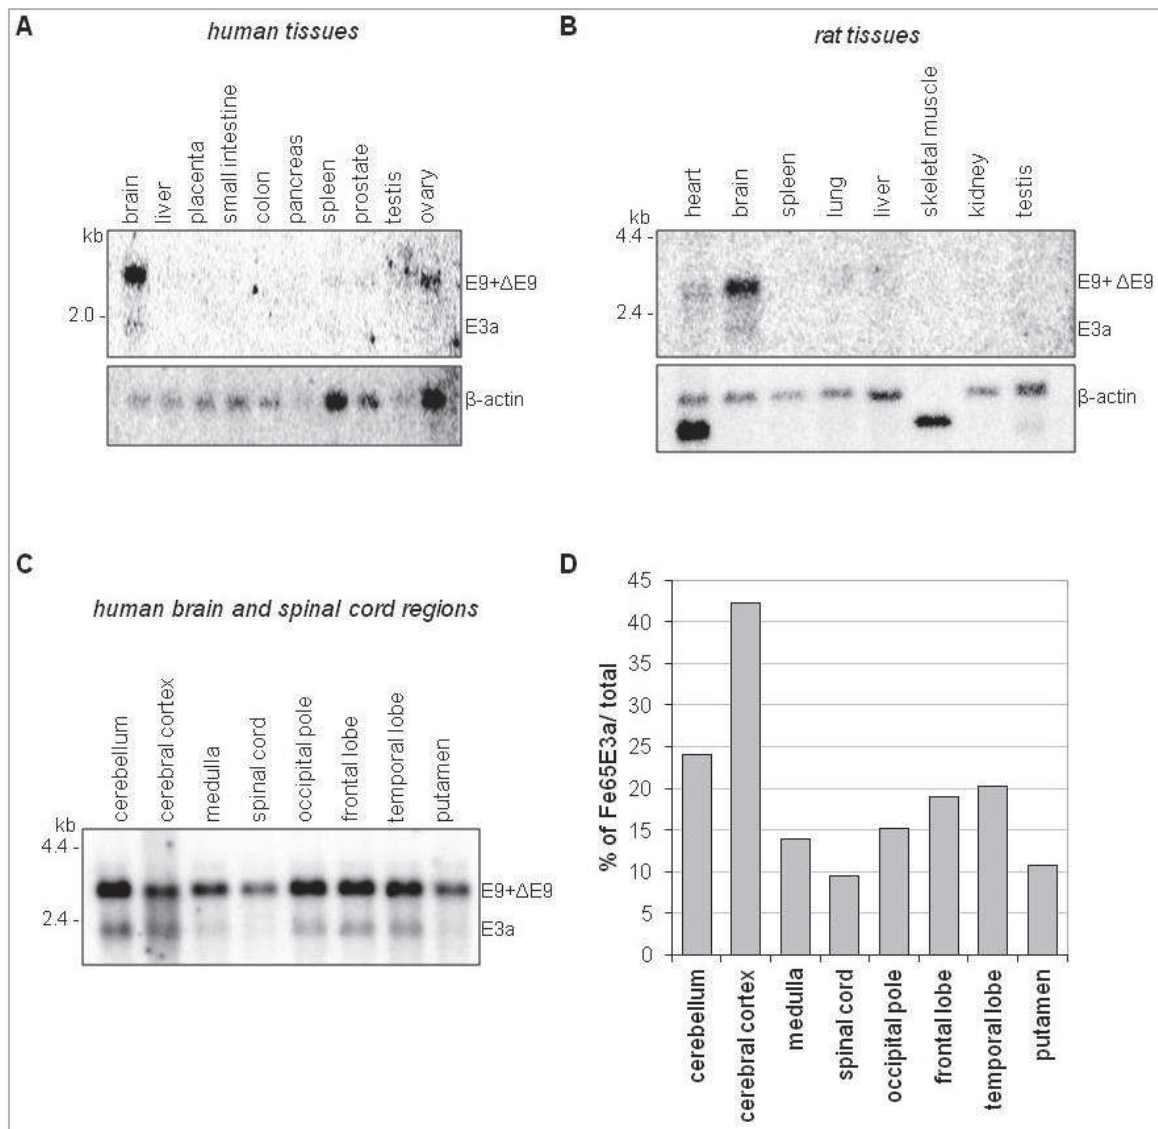 A
human tissues
brain
liver
placenta
small intestine
colon
pancreas
spleen
prostate
testis
ovary
kb
E9+ΔE9
2.0 -
E3a
β-actin
B
rat tissues
heart
brain
spleen
lung
liver
skeletal muscle
kidney
testis
kb
4.4 -
E9+ ΔE9
2.4 -
E3a
β-actin
C
human brain and spinal cord regions
cerebellum
cerebral cortex
medulla
spinal cord
occipital pole
frontal lobe
temporal lobe
putamen
kb
4.4 -
E9+ΔE9
2.4 -
E3a
D
% of Fe65E3a/ total
45
40
35
30
25
20
15
10
5
0
cerebellum
cerebral cortex
medulla
spinal cord
occipital pole
frontal lobe
temporal lobe
putamen